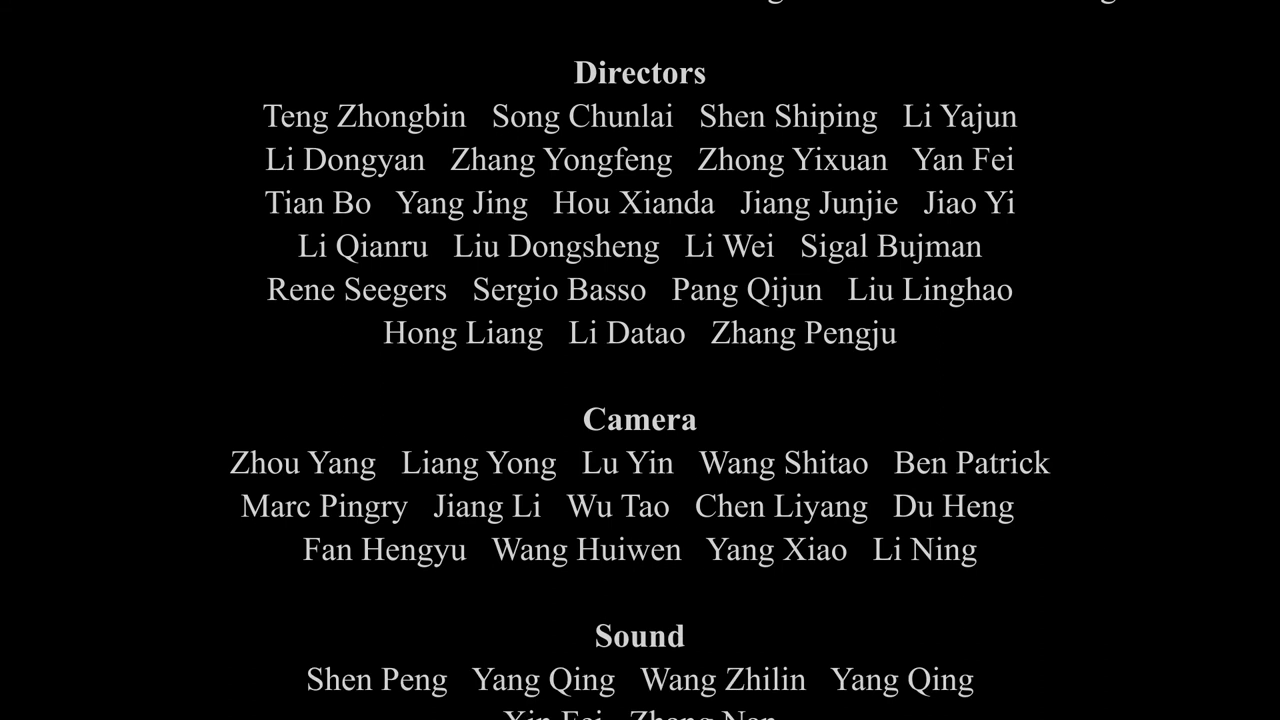 Directors
Teng Zhongbin Song Chunlai Shen Shiping Li Yajun
Li Dongyan Zhang Yongfeng Zhong Yixuan Yan Fei
Tian Bo Yang Jing Hou Xianda Jiang Junjie Jiao Yi
Li Qianru Liu Dongsheng Li Wei Sigal Bujman
Rene Seegers Sergio Basso Pang Qijun Liu Linghao
Hong Liang Li Datao Zhang Pengju
Camera
Zhou Yang Liang Yong Lu Yin Wang Shitao Ben Patrick
Marc Pingry Jiang Li Wu Tao Chen Liyang Du Heng
Fan Hengyu Wang Huiwen Yang Xiao Li Ning
Sound
Shen Peng Yang Qing Wang Zhilin Yang Qing